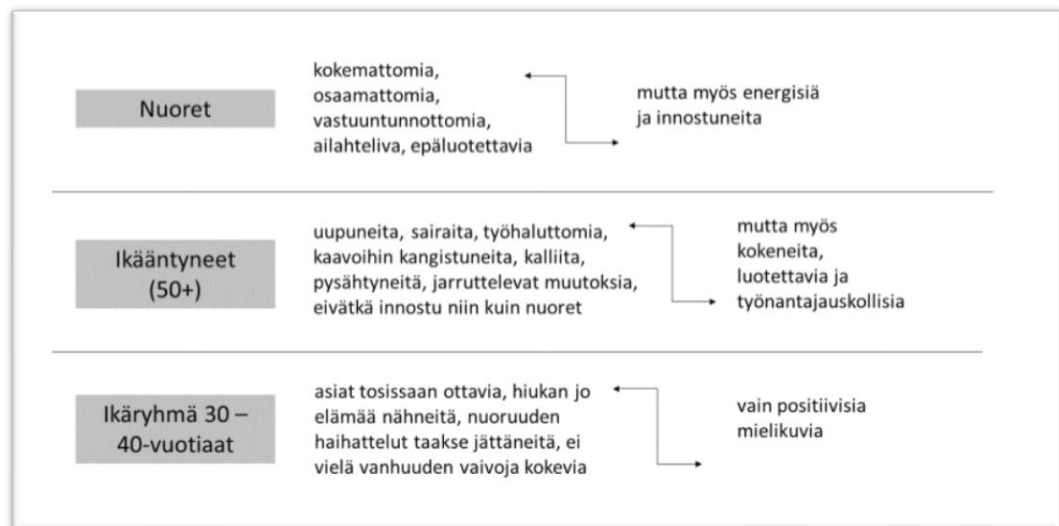 Nuoret
kokemattomia,
osaamattomia,
vastuuntunnottomia,
ailahteliva, epäluotettavia
mutta myös energisiä
ja innostuneita
Ikääntyneet
(50+)
uupuneita, sairaita, työhaluttomia,
kaavoihin kangistuneita, kalliita,
pysähtyneitä, jarruttelevat muutoksia,
eivätkä innostu niin kuin nuoret
mutta myös
kokeneita,
luotettavia ja
työnantajauskollisia
Ikäryhmä 30 –
40-vuotiaat
asiat tosissaan ottavia, hiukan jo
elämää nähneitä, nuoruuden
haihattelut taakse jättäneitä, ei
vielä vanhuuden vaivoja kokevia
vain positiivisia
mielikuvia